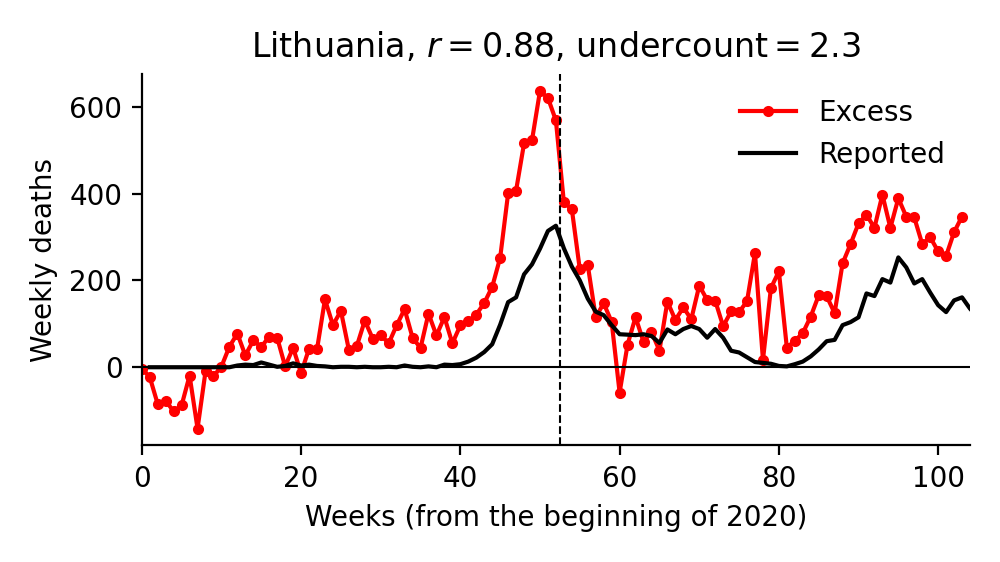 Lithuania, r = 0.88, undercount = 2.3
Excess
Reported
Weekly deaths
600
400
200
0
0 20 40 60 80 100
Weeks (from the beginning of 2020)